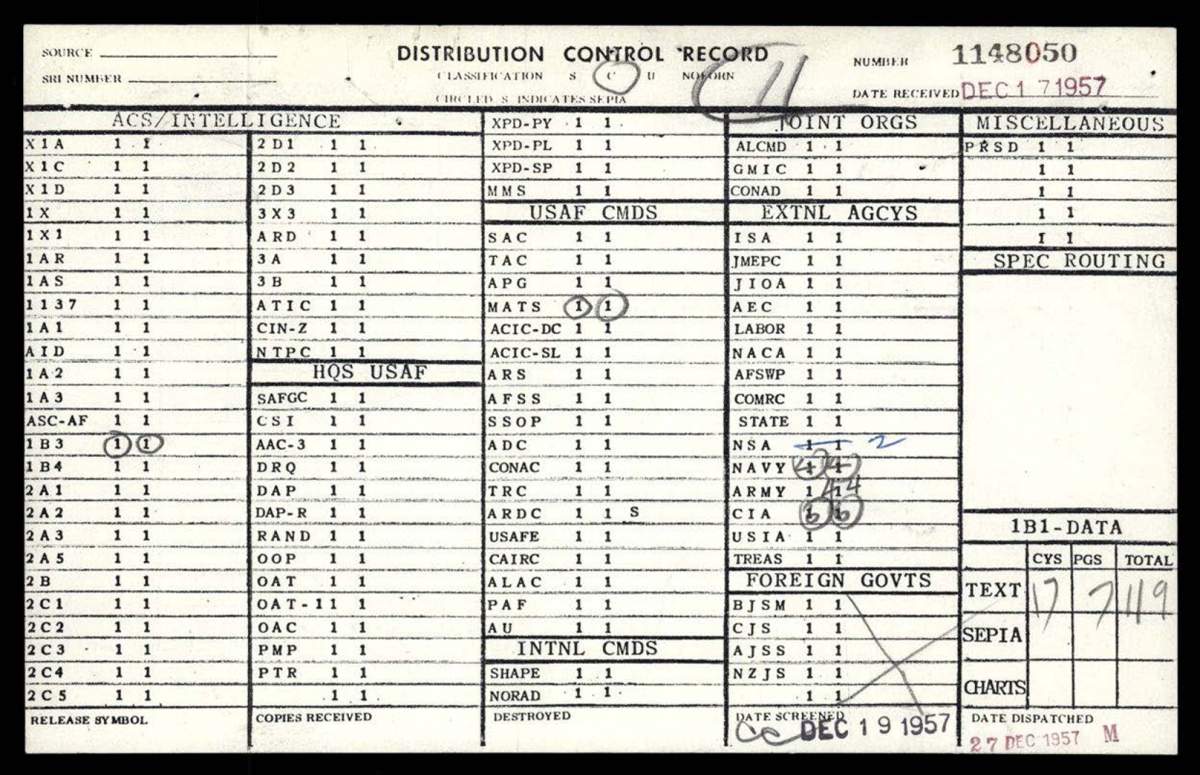 SOURCE
SRI NUMBER
DISTRIBUTION CONTROL RECORD
CLASSIFICATION S C U NOFORN
CIRCLED S INDICATES SEPIA
11
NUMBER 1148050
DATE RECEIVED DEC 17 1957
ACS/INTELLIGENCE
X1A 1 1
X1C 1 1
X1D 1 1
1X 1 1
1X1 1 1
1AR 1 1
1AS 1 1
1137 1 1
1A1 1 1
AID 1 1
1A2 1 1
1A3 1 1
ASC-AF 1 1
1B3 1 1
1B4 1 1
2A1 1 1
2A2 1 1
2A3 1 1
2A5 1 1
2B 1 1
2C1 1 1
2C2 1 1
2C3 1 1
2C4 1 1
2C5 1 1
RELEASE SYMBOL
2D1 1 1
2D2 1 1
2D3 1 1
3X3 1 1
ARD 1 1
3A 1 1
3B 1 1
ATIC 1 1
CIN-Z 1 1
NTPC 1 1
HQS USAF
SAFGC 1 1
CSI 1 1
AAC-3 1 1
DRQ 1 1
DAP 1 1
DAP-R 1 1
RAND 1 1
OOP 1 1
OAT 1 1
OAT-1 1 1
OAC 1 1
PMP 1 1
PTR 1 1
1 1
COPIES RECEIVED
XPD-PY 1 1
XPD-PL 1 1
XPD-SP 1 1
MMS 1 1
USAF CMDS
SAC 1 1
TAC 1 1
APG 1 1
MATS 1 1
ACIC-DC 1 1
ACIC-SL 1 1
ARS 1 1
AFSS 1 1
SSOP 1 1
ADC 1 1
CONAC 1 1
TRC 1 1
ARDC 1 1 S
USAFE 1 1
CAIRC 1 1
ALAC 1 1
PAF 1 1
AU 1 1
INTNL CMDS
SHAPE 1 1
NORAD 1 1
DESTROYED
JOINT ORGS
ALCMD 1 1
GMIC 1 1
CONAD 1 1
EXTNL AGCYS
ISA 1 1
JMEPC 1 1
JIOA 1 1
AEC 1 1
LABOR 1 1
NACA 1 1
AFSWP 1 1
COMRC 1 1
STATE 1 1
NSA 1 1 2
NAVY 4 4
ARMY 1 1 4 4
CIA 6 6
USIA 1 1
TREAS 1 1
FOREIGN GOVTS
BJSM 1 1
CJS 1 1
AJSS 1 1
NZJS 1 1
1 1
DATE SCREENED
DEC 19 1957
MISCELLANEOUS
PRSD 1 1
1 1
1 1
1 1
1 1
SPEC ROUTING
1B1-DATA
CYS PGS TOTAL
TEXT 17 7 119
SEPIA
CHARTS
DATE DISPATCHED
27 DEC 1957 M